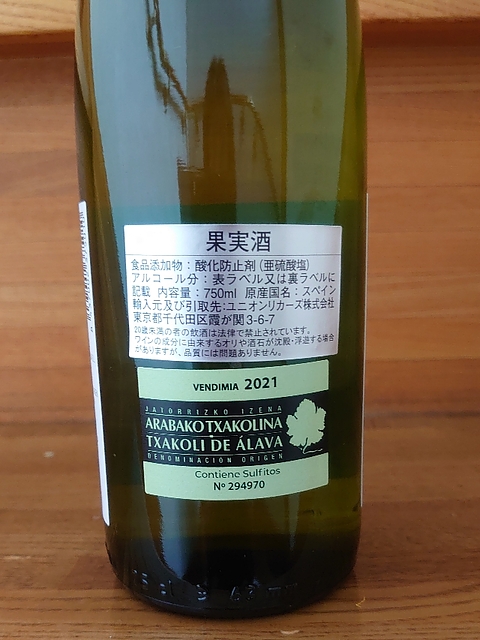 果実酒
食品添加物：酸化防止剤(亜硫酸塩)
アルコール分：表ラベル又は裏ラベルに
記載 内容量：750ml 原産国名：スペイン
輸入元及び引取先:ユニオンリカーズ株式会社
東京都千代田区霞が関3-6-7
20歳未満の者の飲酒は法律で禁止されています。
ワインの成分に由来するオリや酒石が沈殿・浮遊する場合
がありますが、品質には問題ありません。
VENDIMIA 2021
JATORRIZKO IZENA
ARABAKO TXAKOLINA
TXAKOLI DE ÁLAVA
DENOMINACIÓN ORIGEN
Contiene Sulfitos
Nº 294970